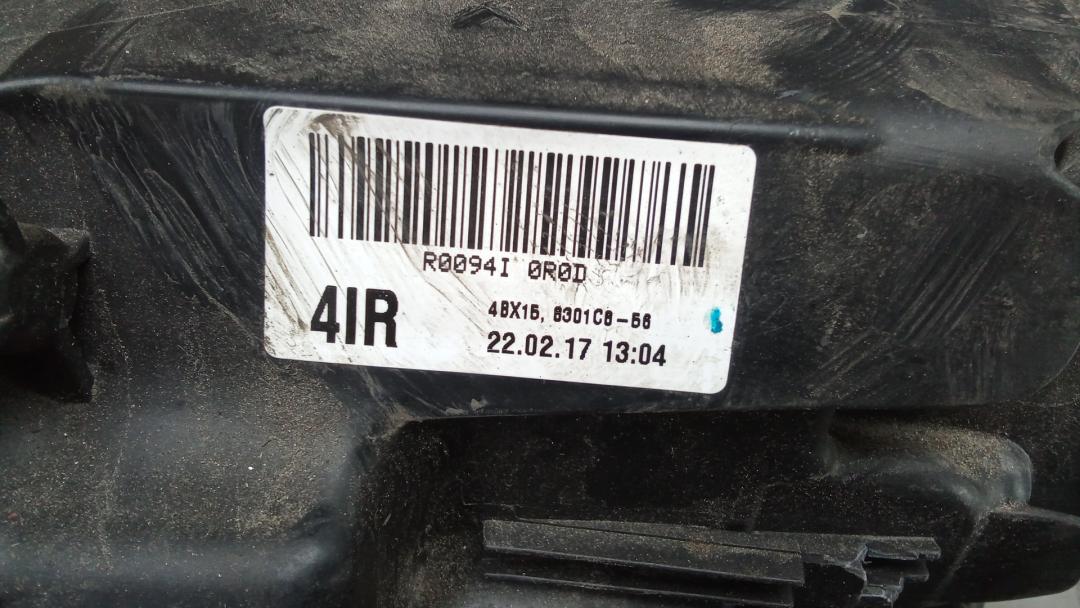 R0094I 0R0D
4IR
4BX15, 8301C8-56
22.02.17 13:04